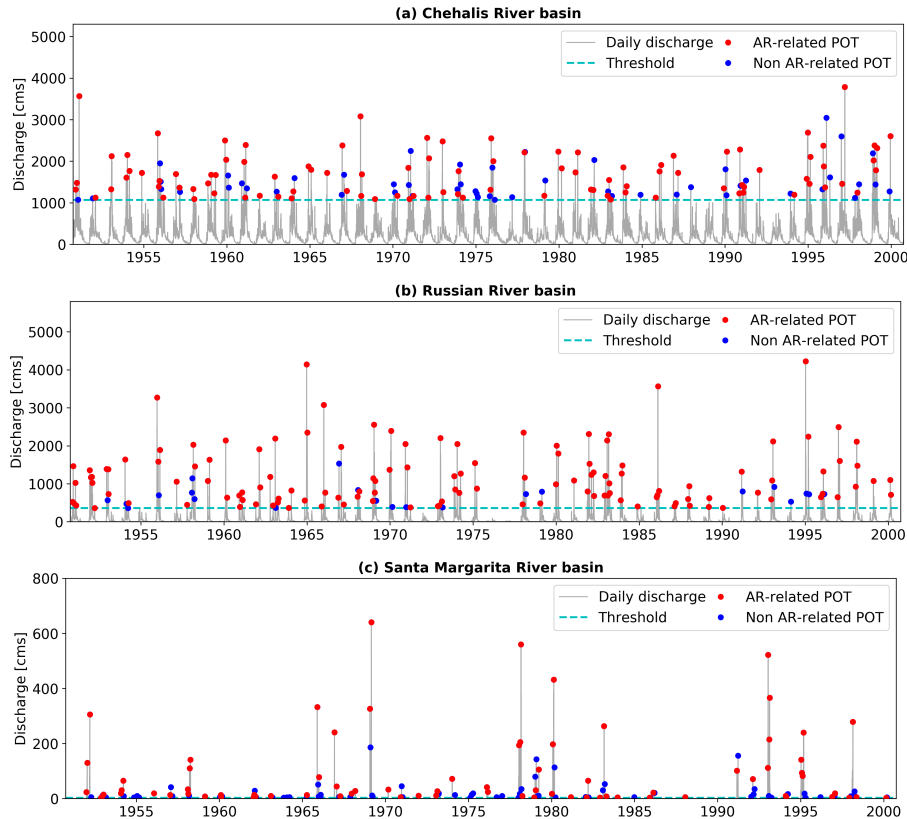 (a) Chehalis River basin
Discharge [cms]
5000
4000
3000
2000
1000
0
Daily discharge
AR-related POT
Threshold
Non AR-related POT
1955 1960 1965 1970 1975 1980 1985 1990 1995 2000
(b) Russian River basin
Discharge [cms]
5000
4000
3000
2000
1000
0
Daily discharge
AR-related POT
Threshold
Non AR-related POT
1955 1960 1965 1970 1975 1980 1985 1990 1995 2000
(c) Santa Margarita River basin
Discharge [cms]
800
600
400
200
0
Daily discharge
AR-related POT
Threshold
Non AR-related POT
1955 1960 1965 1970 1975 1980 1985 1990 1995 2000